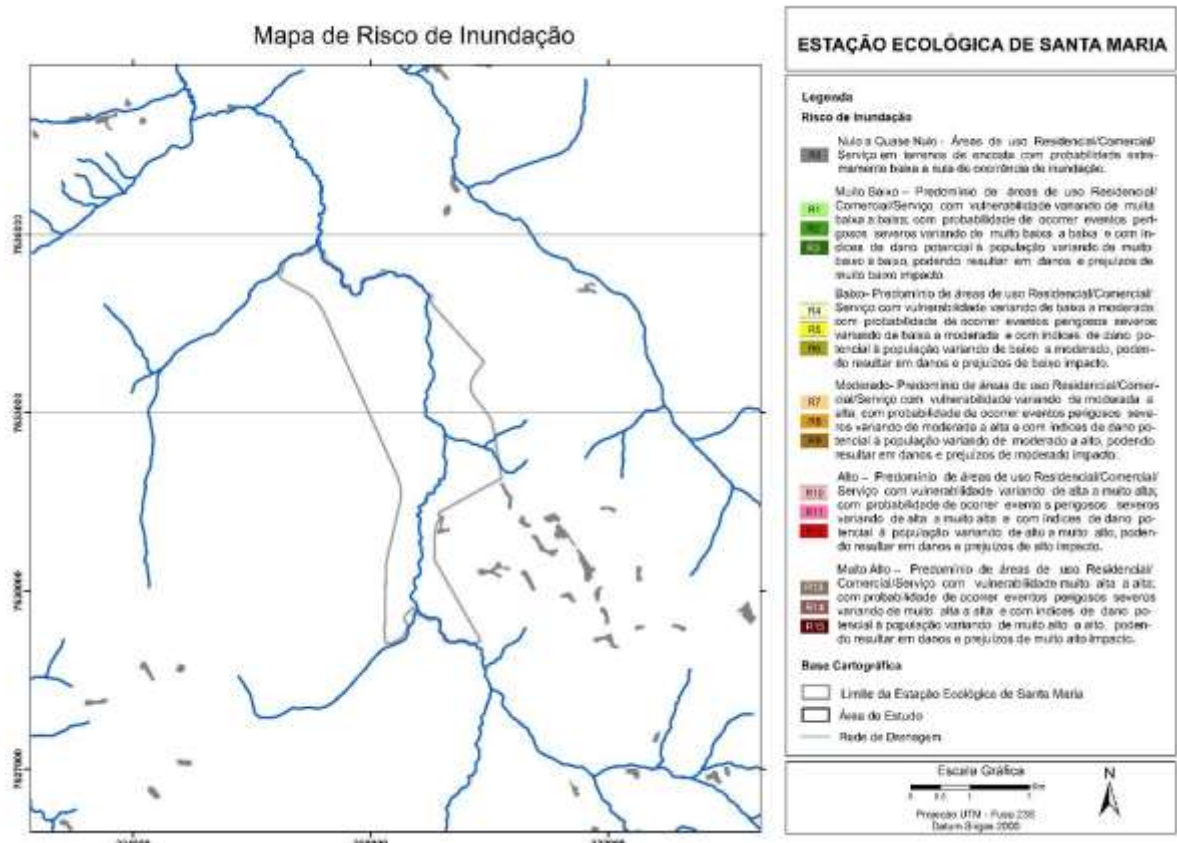 Mapa de Risco de Inundação
ESTAÇÃO ECOLÓGICA DE SANTA MARIA
Legenda
Risco de Inundação
Nulo a Quase Nulo - Áreas de uso Residencial/Comercial/
Serviço em terrenos de encosta com probabilidade extre-
mamente baixa a nula de ocorrência de inundação.
Muito Baixo – Predomínio de áreas de uso Residencial/
R1 Comercial/Serviço com vulnerabilidade variando de muito
R2 baixa a baixa; com probabilidade de ocorrer eventos peri-
R3 gosos severos variando de muito baixa a baixa e com ín-
dices de dano potencial à população variando de muito
baixo a baixo, podendo resultar em danos e prejuízos de
muito baixo impacto.
Baixo- Predomínio de áreas de uso Residencial/Comercial/
R4 Serviço com vulnerabilidade variando de baixa a moderada,
R5 com probabilidade de ocorrer eventos perigosos severos
R6 variando de baixa a moderada e com índices de dano po-
tencial à população variando de baixo a moderado, poden-
do resultar em danos e prejuízos de baixo impacto.
Moderado- Predomínio de áreas de uso Residencial/Comer-
R7 cial/Serviço com vulnerabilidade variando de moderada a
R8 alta, com probabilidade de ocorrer eventos perigosos seve-
R9 ros variando de moderada a alta e com índices de dano po-
tencial à população variando de moderado a alto, podendo
resultar em danos e prejuízos de moderado impacto.
Alto – Predomínio de áreas de uso Residencial/Comercial/
R10 Serviço com vulnerabilidade variando de alta a muito alta;
R11 com probabilidade de ocorrer eventos perigosos severos
variando de alta a muito alta e com índices de dano po-
tencial à população variando de alto a muito alto, poden-
do resultar em danos e prejuízos de alto impacto.
Muito Alto – Predomínio de áreas de uso Residencial/
R13 Comercial/Serviço com vulnerabilidade muito alta a alta;
R14 com probabilidade de ocorrer eventos perigosos severos
variando de muito alta a alta e com índices de dano po-
R15 tencial à população variando de muito alto a alto, poden-
do resultar em danos e prejuízos de muito alto impacto.
Base Cartográfica
Limite da Estação Ecológica de Santa Maria
Área de Estudo
Rede de Drenagem
Escala Gráfica
N
Projeção UTM - Fuso 23S
Datum Sirgas 2000